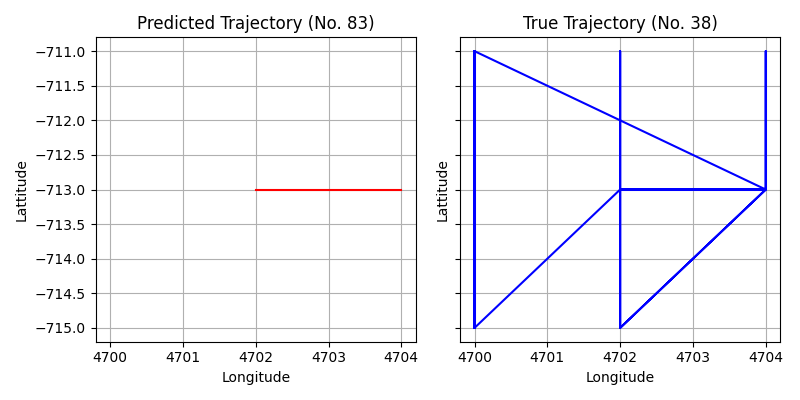 Predicted Trajectory (No. 83)
True Trajectory (No. 38)
−711.0
−711.5
−712.0
−712.5
−713.0
−713.5
−714.0
−714.5
−715.0
Lattitude
Lattitude
4700 4701 4702 4703 4704
4700 4701 4702 4703 4704
Longitude
Longitude